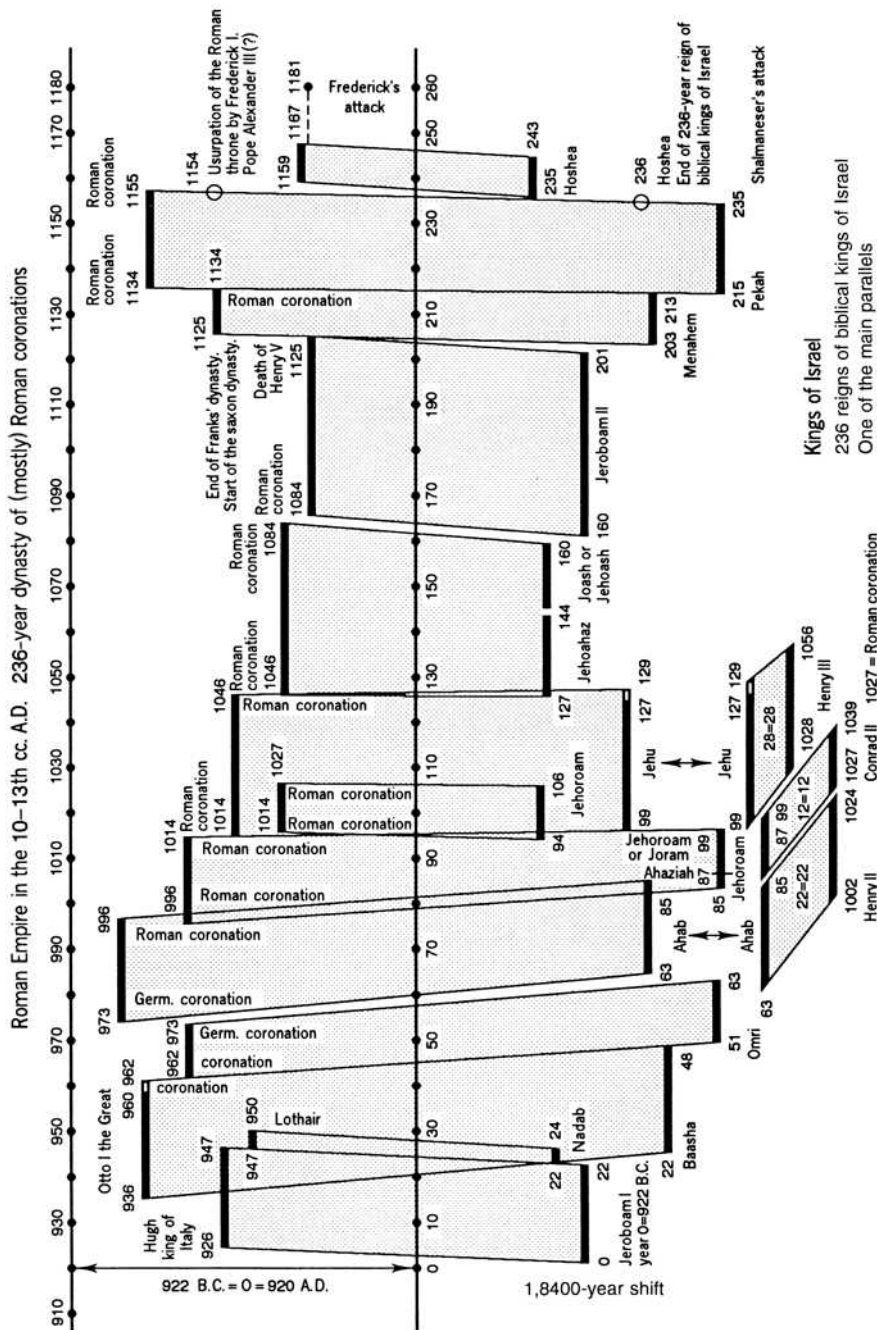 Roman Empire in the 10–13th cc. A.D. 236-year dynasty of (mostly) Roman coronations
910 930 950 970 990 1010 1030 1050 1070 1090 1110 1130 1150 1170 1180
922 B.C. = 0 = 920 A.D.
1,8400-year shift
0 10 30 50 70 90 110 130 150 170 190 210 230 250 260
Hugh
king of
Italy
926
947
947 950
Lothair
Otto I the Great
936
960 962
coronation
962 973
Germ. coronation
coronation
973
996
Germ. coronation
Roman coronation
996
1014
Roman coronation
Roman coronation
Roman
coronation
1014
1046
Roman coronation
1014
1027
Roman coronation
Roman coronation
Roman
coronation
1046
Roman
coronation
1084
Roman
coronation
1084
End of Franks' dynasty.
Start of the saxon dynasty.
Death of
Henry V
1125
1125
1134
Roman coronation
Roman
coronation
1134
Roman
coronation
1155
1154
Usurpation of the Roman
throne by Frederick I.
Pope Alexander III(?)
1159
1167
1181
Frederick's
attack
0
22
Jeroboam I
year 0=922 B.C.
22 24
Nadab
22 48
Baasha
51 63
Omri
63 85
Ahab
Ahab
85 87 99
Jehoroam
or Joram
Ahaziah
Jehoroam
94 106
Jehoroam
99 127 129
Jehu
Jehu
99 127 129
63 85
22=22
1002 1024
Henry II
87 99
12=12
1027 1039
Conrad II
1027 = Roman coronation
28=28
1028 1056
Henry III
127 144
Jehoahaz
160
Joash or
Jehoash
160 201
Jeroboam II
203 213
Menahem
215 235
Pekah
235 243
Hoshea
236
Hoshea
End of 236-year reign of
biblical kings of Israel
Shalmaneser's attack
Kings of Israel
236 reigns of biblical kings of Israel
One of the main parallels